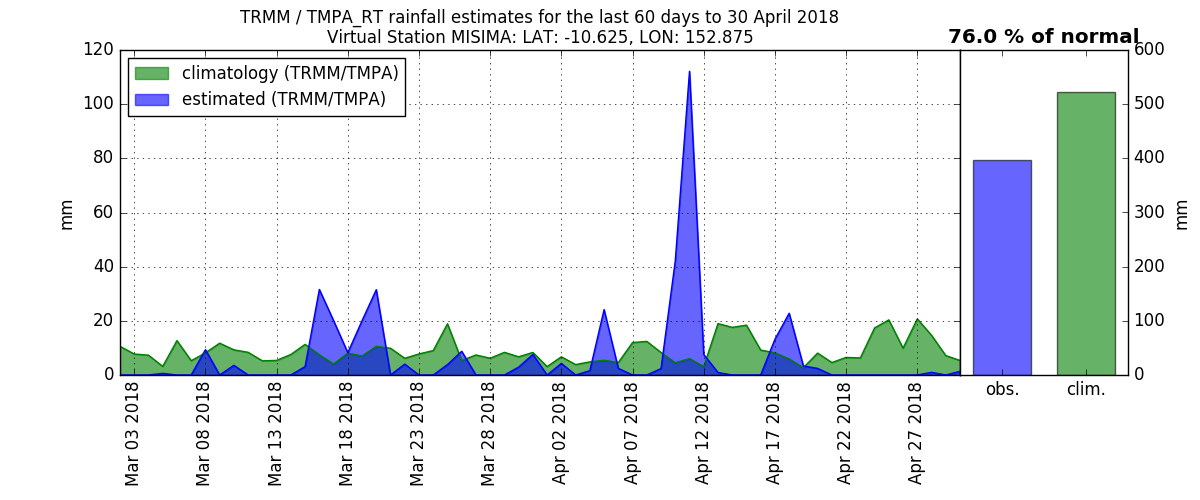 TRMM / TMPA_RT rainfall estimates for the last 60 days to 30 April 2018
Virtual Station MISIMA: LAT: -10.625, LON: 152.875
76.0 % of normal
climatology (TRMM/TMPA)
estimated (TRMM/TMPA)
120
100
80
60
40
20
0
mm
Mar 03 2018
Mar 08 2018
Mar 13 2018
Mar 18 2018
Mar 23 2018
Mar 28 2018
Apr 02 2018
Apr 07 2018
Apr 12 2018
Apr 17 2018
Apr 22 2018
Apr 27 2018
600
500
400
300
200
100
0
mm
obs.
clim.